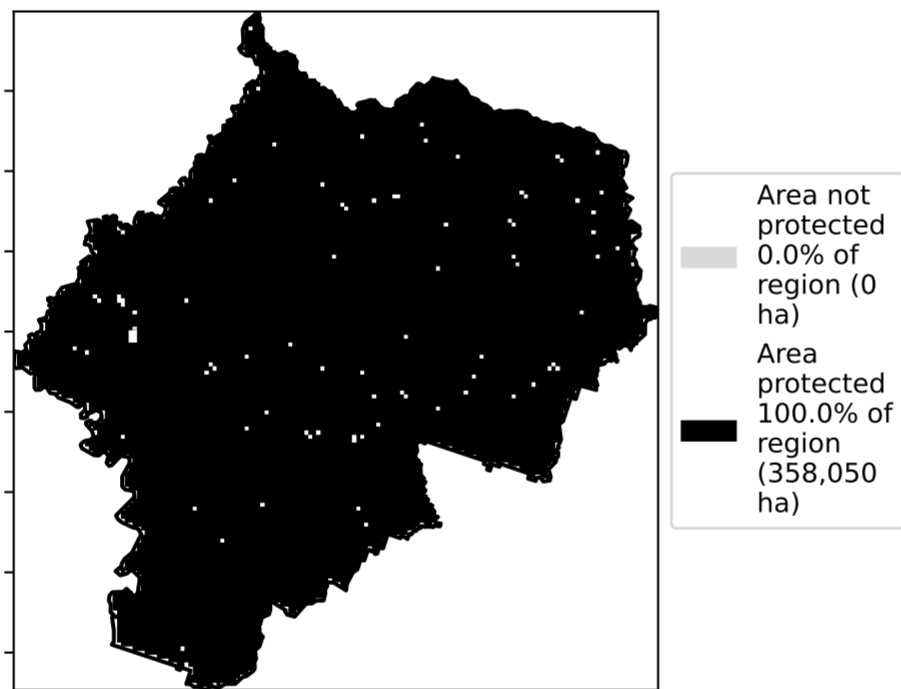 Area not
protected
0.0% of
region (0
ha)
Area
protected
100.0% of
region
(358,050
ha)